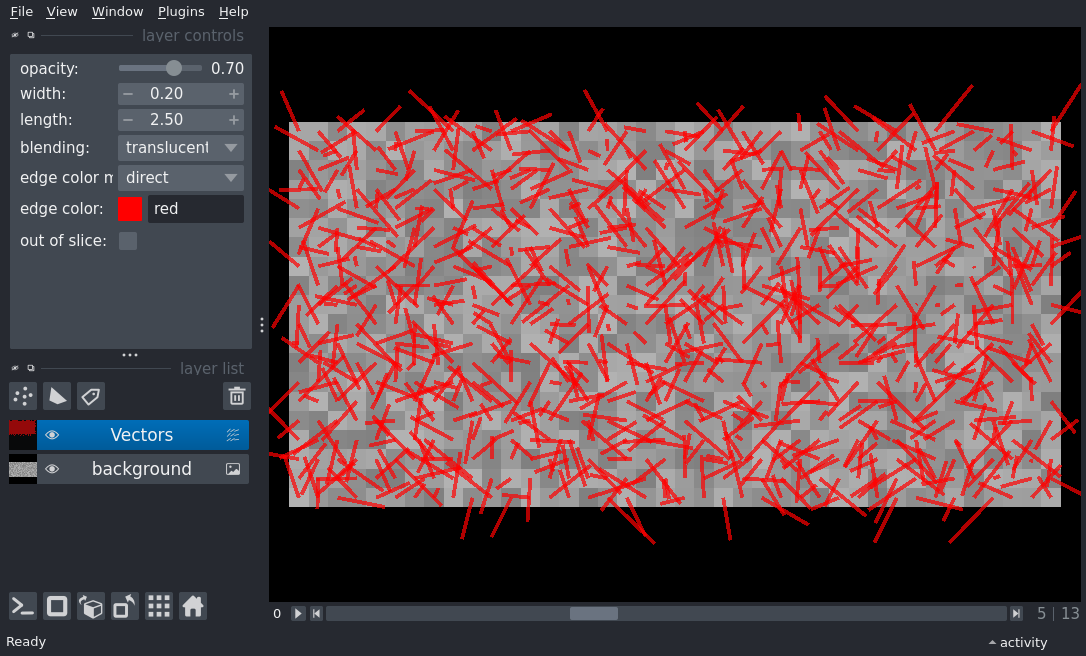 File View Window Plugins Help
layer controls
opacity: 0.70
width: 0.20
length: 2.50
blending: translucent
edge color m direct
edge color: red
out of slice:
layer list
Vectors
background
0 5 | 13
Ready activity